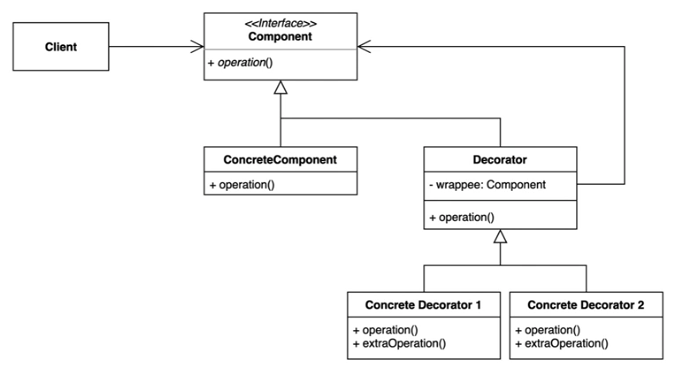 Client
<<Interface>>
Component
+ operation()
ConcreteComponent
+ operation()
Decorator
- wrappee: Component
+ operation()
Concrete Decorator 1
+ operation()
+ extraOperation()
Concrete Decorator 2
+ operation()
+ extraOperation()